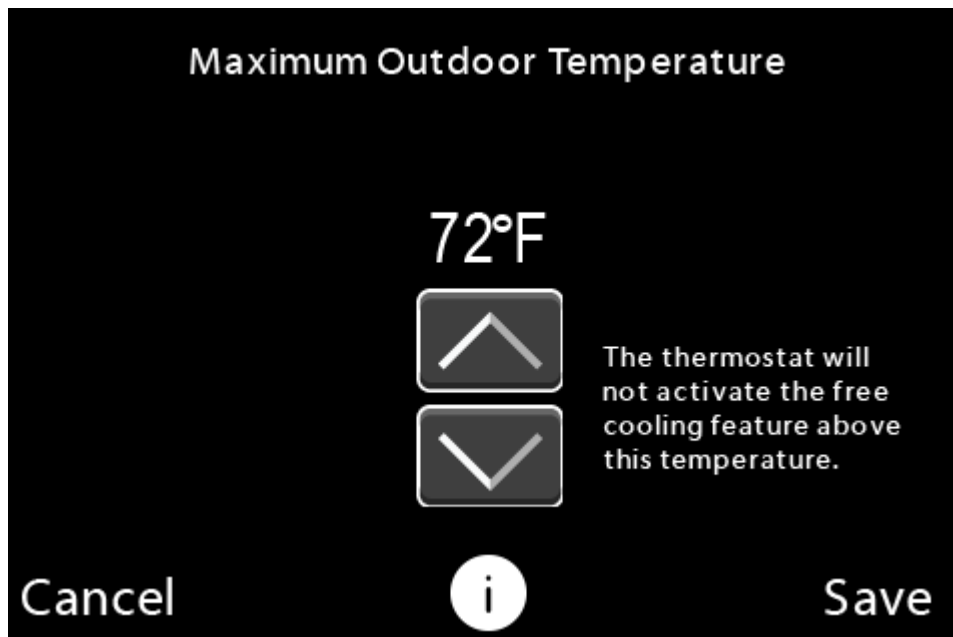 Maximum Outdoor Temperature
72°F
The thermostat will
not activate the free
cooling feature above
this temperature.
Cancel
i
Save